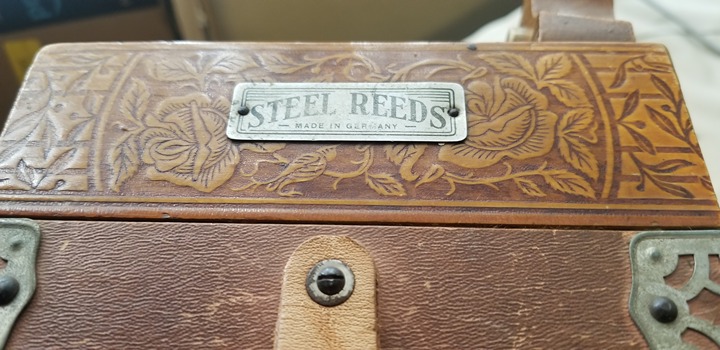 STEEL REEDS
— MADE IN GERMANY —